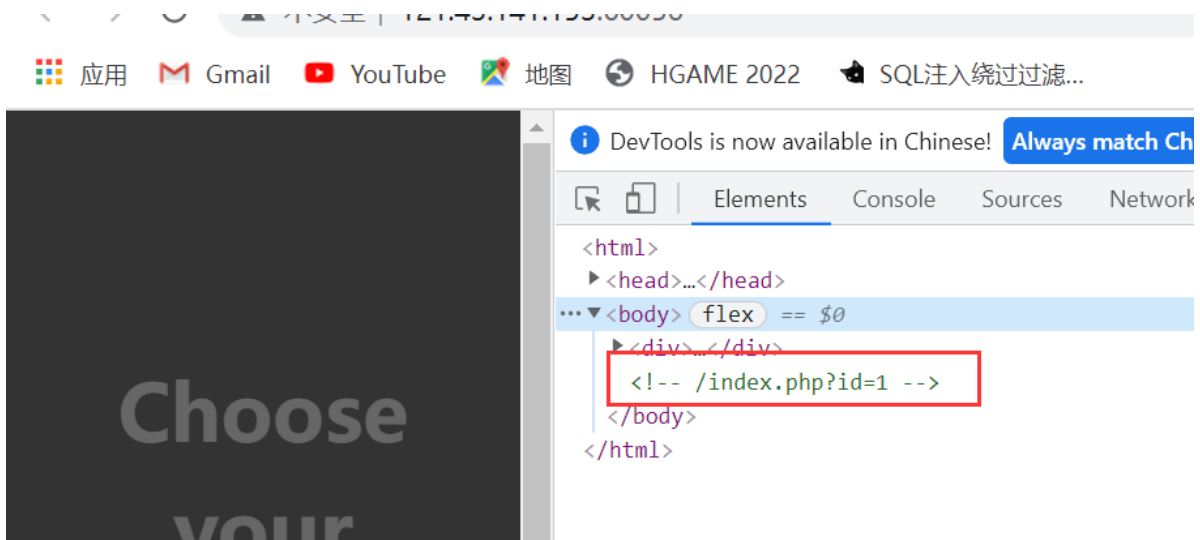 应用 Gmail YouTube 地图 HGAME 2022 SQL注入绕过过滤...
DevTools is now available in Chinese! Always match Ch
Elements Console Sources Network
<html>
<head>…</head>
<body> flex == $0
<div>…</div>
<!-- /index.php?id=1 -->
</body>
</html>
Choose
your